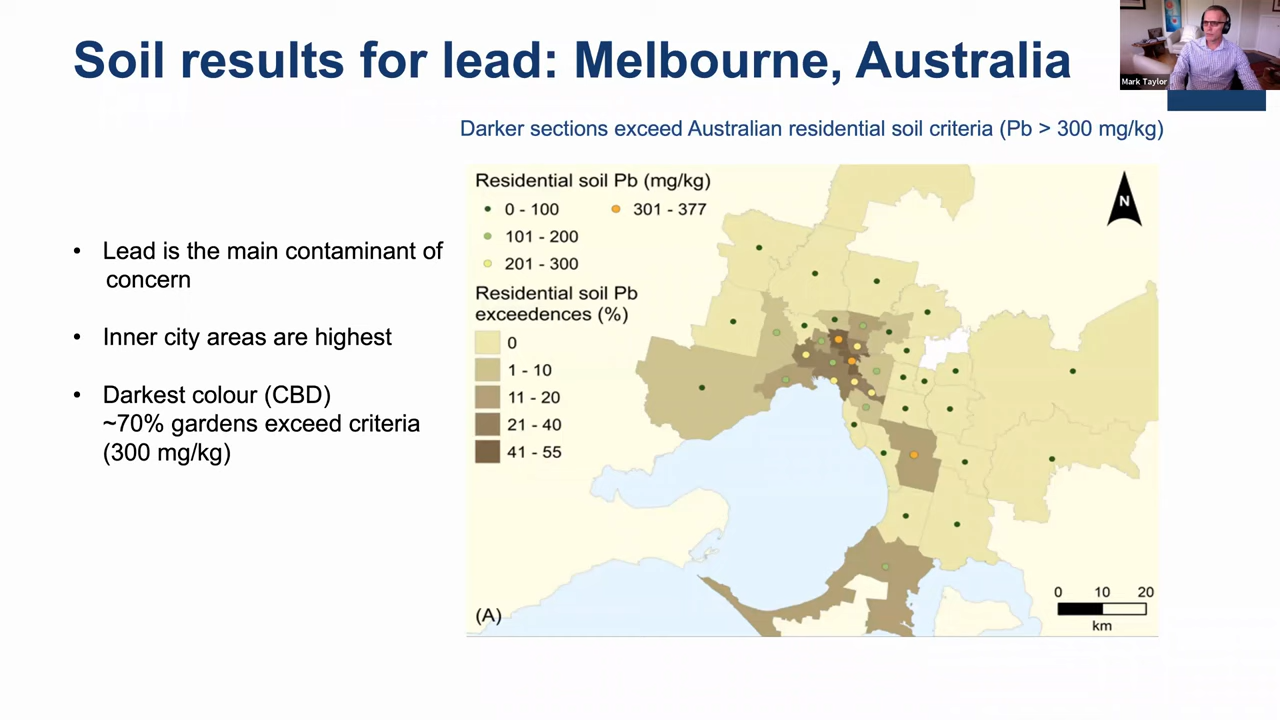 Soil results for lead: Melbourne, Australia
Mark Taylor
Darker sections exceed Australian residential soil criteria (Pb > 300 mg/kg)
• Lead is the main contaminant of
concern
• Inner city areas are highest
• Darkest colour (CBD)
~70% gardens exceed criteria
(300 mg/kg)
Residential soil Pb (mg/kg)
0 - 100
301 - 377
101 - 200
201 - 300
Residential soil Pb
exceedences (%)
0
1 - 10
11 - 20
21 - 40
41 - 55
N
(A)
0 10 20
km